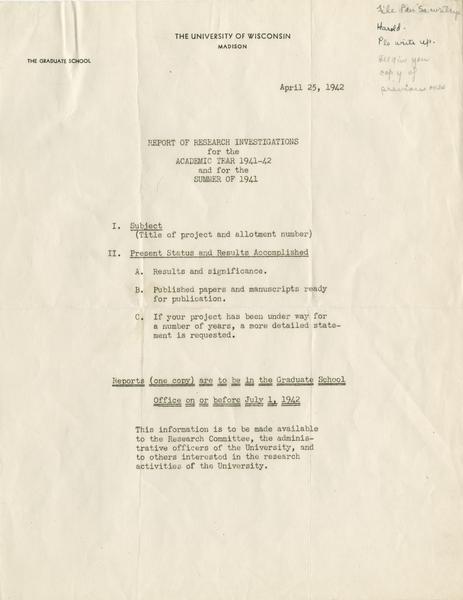 File
Harold -
Pls write up.
copy of
previous ones
THE UNIVERSITY OF WISCONSIN
MADISON
THE GRADUATE SCHOOL
April 25, 1942
REPORT OF RESEARCH INVESTIGATIONS
for the
ACADEMIC YEAR 1941-42
and for the
SUMMER OF 1941
I. Subject
(Title of project and allotment number)
II. Present Status and Results Accomplished
A. Results and significance.
B. Published papers and manuscripts ready
for publication.
C. If your project has been under way for
a number of years, a more detailed state-
ment is requested.
Reports (one copy) are to be in the Graduate School
Office on or before July 1, 1942
This information is to be made available
to the Research Committee, the adminis-
trative officers of the University, and
to others interested in the research
activities of the University.